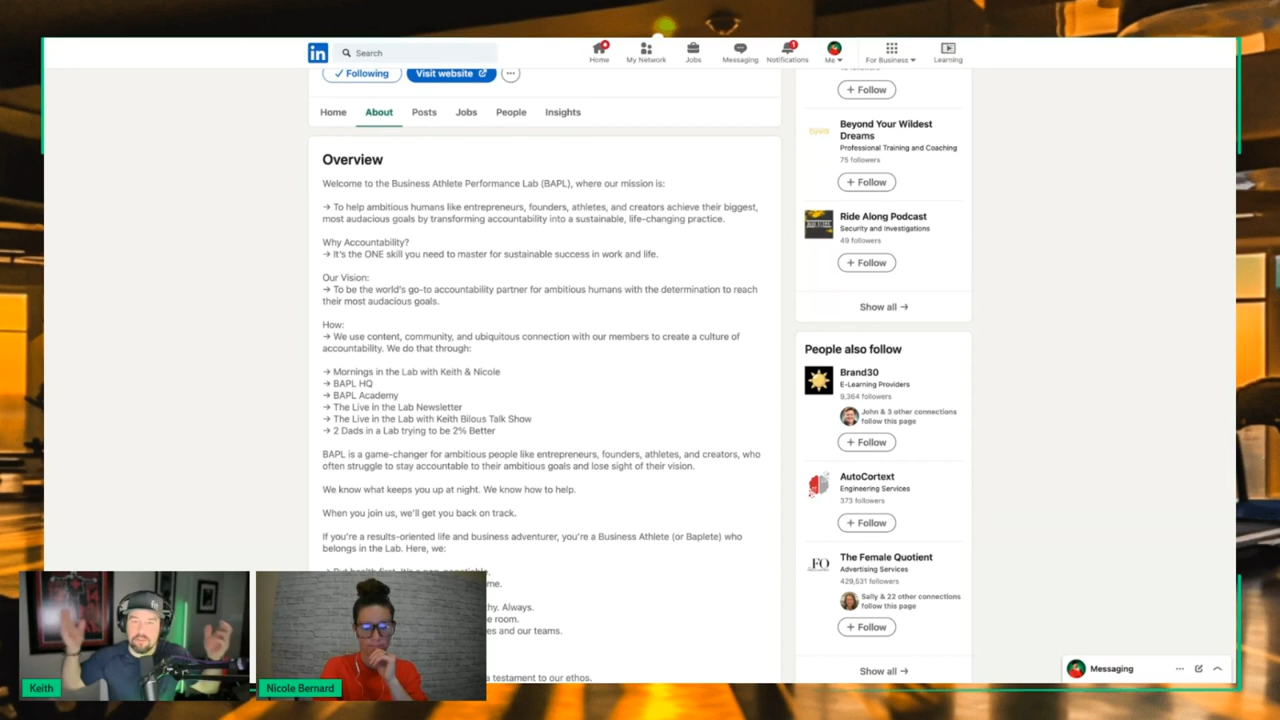 in
Search
Home
My Network
Jobs
Messaging
1
Notifications
Me
For Business
Learning
Following
Visit website
Home
About
Posts
Jobs
People
Insights
Overview
Welcome to the Business Athlete Performance Lab (BAPL), where our mission is:
→ To help ambitious humans like entrepreneurs, founders, athletes, and creators achieve their biggest,
most audacious goals by transforming accountability into a sustainable, life-changing practice.
Why Accountability?
→ It's the ONE skill you need to master for sustainable success in work and life.
Our Vision:
→ To be the world's go-to accountability partner for ambitious humans with the determination to reach
their most audacious goals.
How:
→ We use content, community, and ubiquitous connection with our members to create a culture of
accountability. We do that through:
→ Mornings in the Lab with Keith & Nicole
→ BAPL HQ
→ BAPL Academy
→ The Live in the Lab Newsletter
→ The Live in the Lab with Keith Bilous Talk Show
→ 2 Dads in a Lab trying to be 2% Better
BAPL is a game-changer for ambitious people like entrepreneurs, founders, athletes, and creators, who
often struggle to stay accountable to their ambitious goals and lose sight of their vision.
We know what keeps you up at night. We know how to help.
When you join us, we'll get you back on track.
If you're a results-oriented life and business adventurer, you're a Business Athlete (or Baplete) who
belongs in the Lab. Here, we:
me.
hy. Always.
e room.
es and our teams.
a testament to our ethos.
+ Follow
Beyond Your Wildest
Dreams
Professional Training and Coaching
75 followers
+ Follow
Ride Along Podcast
Security and Investigations
49 followers
+ Follow
Show all →
People also follow
Brand30
E-Learning Providers
9,364 followers
John & 3 other connections
follow this page
+ Follow
AutoCortext
Engineering Services
373 followers
+ Follow
FQ
The Female Quotient
Advertising Services
429,531 followers
Sally & 22 other connections
follow this page
+ Follow
Show all →
Messaging
Keith
Nicole Bernard